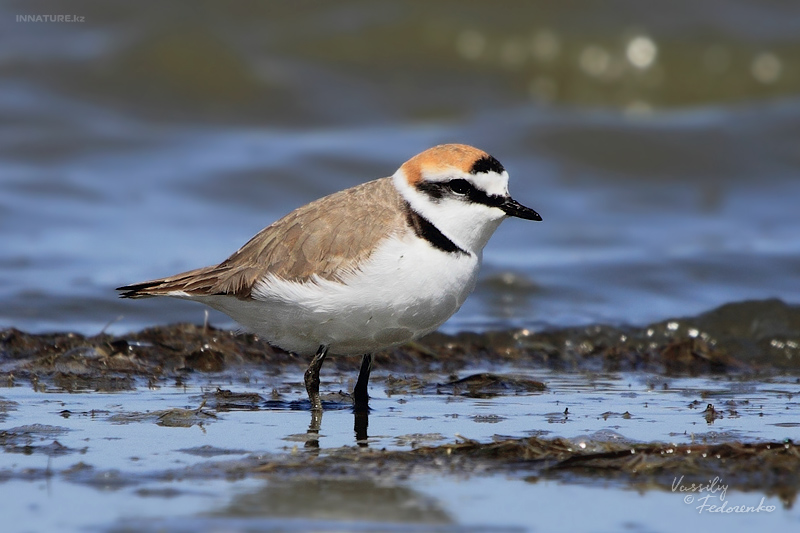 INNATURE.kz
Vassiliy
© Fedorenko